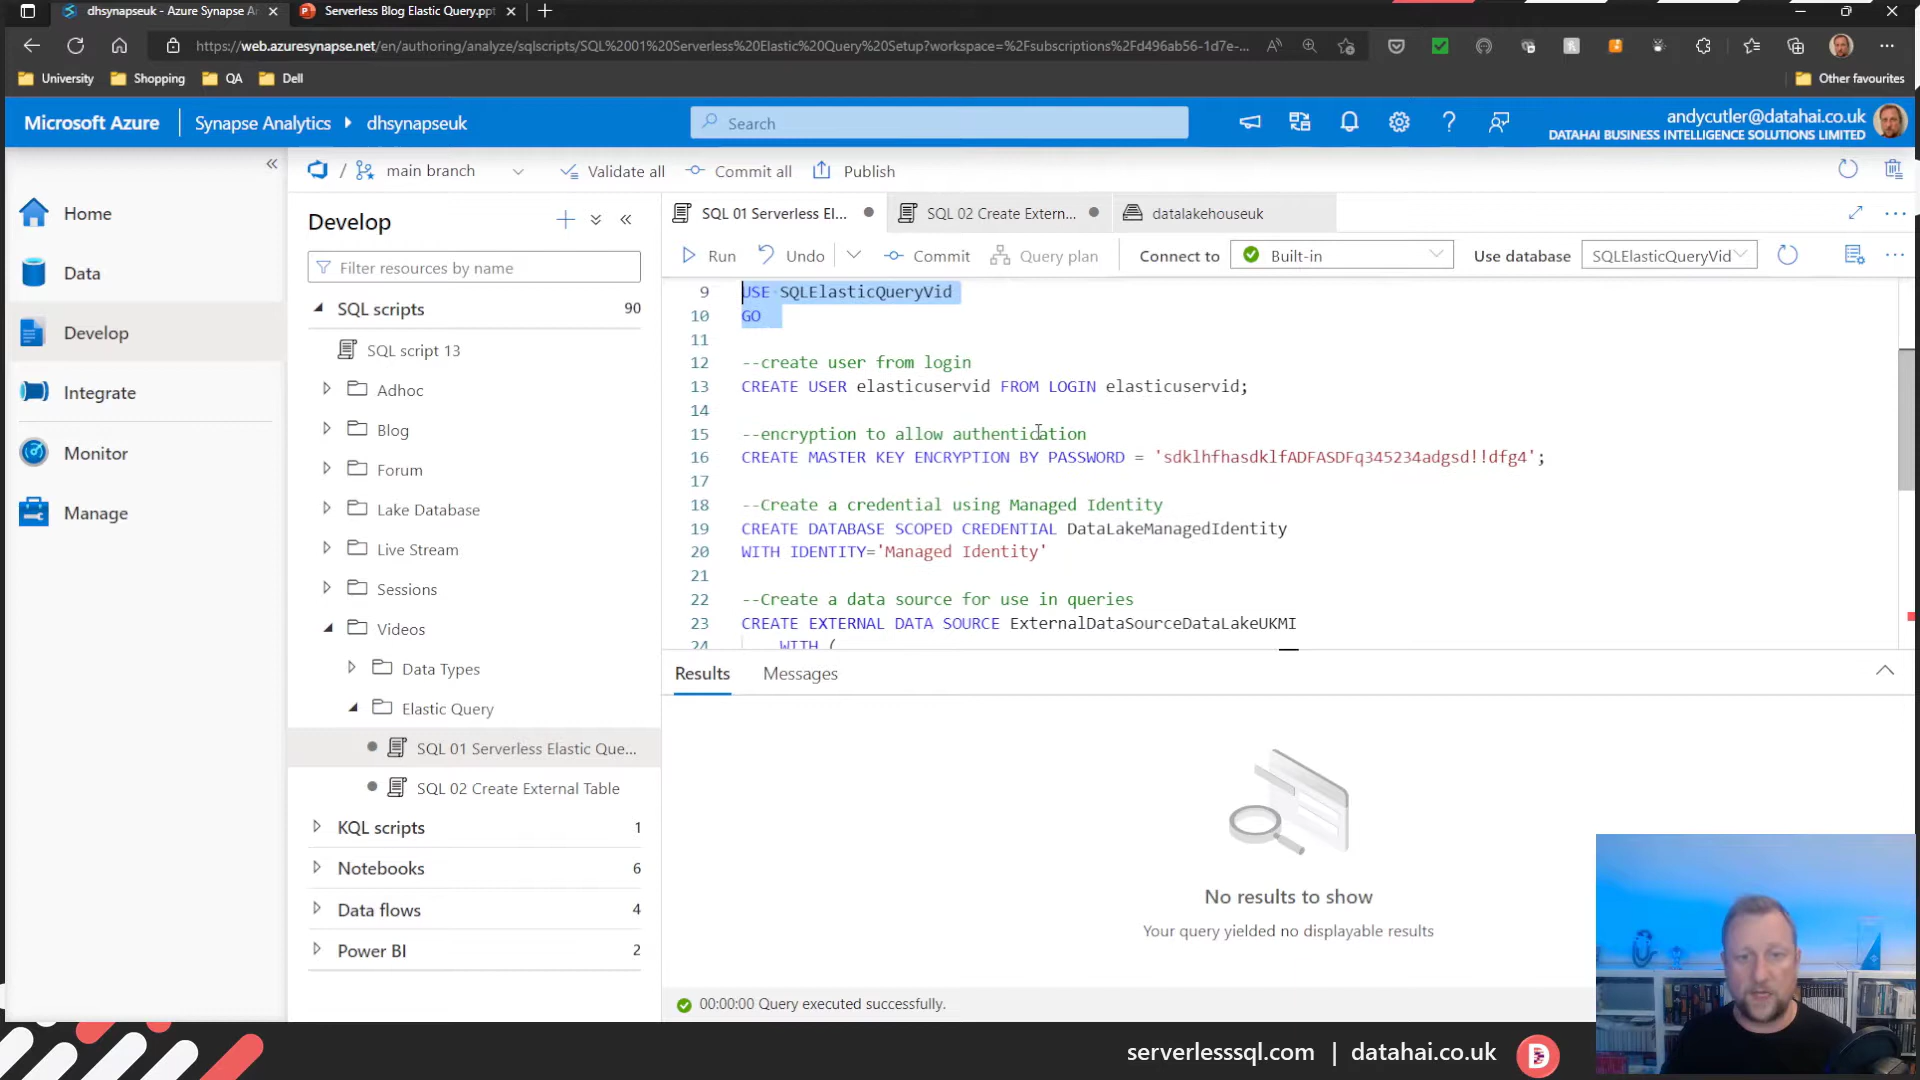 dhsynapseuk - Azure Synapse A
Serverless Blog Elastic Query.ppt
https://web.azuresynapse.net/en/authoring/analyze/sqlscripts/SQL%2001%20Serverless%20Elastic%20Query%20Setup?workspace=%2Fsubscriptions%2Fd496ab56-1d7e-...
University
Shopping
QA
Dell
Other favourites
Microsoft Azure
Synapse Analytics
dhsynapseuk
Search
andycutler@datahai.co.uk
DATAHAI BUSINESS INTELLIGENCE SOLUTIONS LIMITED
main branch
Validate all
Commit all
Publish
Home
Data
Develop
Integrate
Monitor
Manage
Develop
Filter resources by name
SQL scripts 90
SQL script 13
Adhoc
Blog
Forum
Lake Database
Live Stream
Sessions
Videos
Data Types
Elastic Query
SQL 01 Serverless Elastic Que...
SQL 02 Create External Table
KQL scripts 1
Notebooks 6
Data flows 4
Power BI 2
SQL 01 Serverless El...
SQL 02 Create Extern...
datalakehouseuk
Run
Undo
Commit
Query plan
Connect to
Built-in
Use database
SQLElasticQueryVid
9 USE SQLElasticQueryVid
10 GO
11
12 --create user from login
13 CREATE USER elasticuservid FROM LOGIN elasticuservid;
14
15 --encryption to allow authentication
16 CREATE MASTER KEY ENCRYPTION BY PASSWORD = 'sdklhfhasdklfADFASDFq345234adgsd!!dfg4';
17
18 --Create a credential using Managed Identity
19 CREATE DATABASE SCOPED CREDENTIAL DataLakeManagedIdentity
20 WITH IDENTITY='Managed Identity'
21
22 --Create a data source for use in queries
23 CREATE EXTERNAL DATA SOURCE ExternalDataSourceDataLakeUKMI
24 WITH (
Results
Messages
No results to show
Your query yielded no displayable results
00:00:00 Query executed successfully.
serverlesssql.com | datahai.co.uk